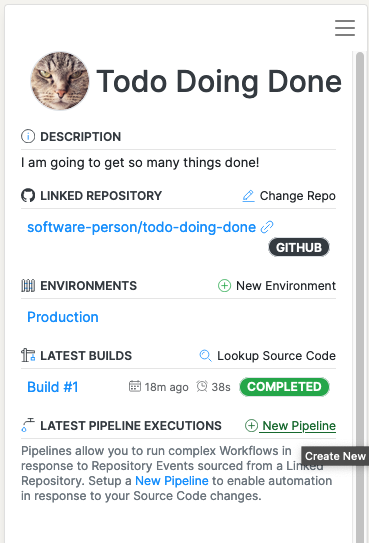 Todo Doing Done
DESCRIPTION
I am going to get so many things done!
LINKED REPOSITORY Change Repo
software-person/todo-doing-done
GITHUB
ENVIRONMENTS New Environment
Production
LATEST BUILDS Lookup Source Code
Build #1 18m ago 38s COMPLETED
LATEST PIPELINE EXECUTIONS New Pipeline
Pipelines allow you to run complex Workflows in
Create New
response to Repository Events sourced from a Linked
Repository. Setup a New Pipeline to enable automation
in response to your Source Code changes.